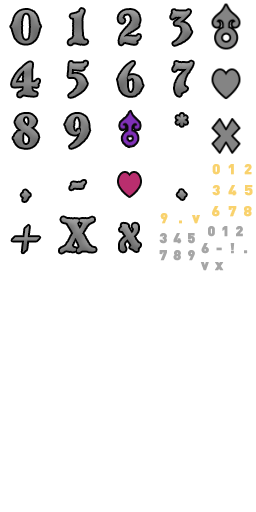 0 1 2 3
4 5 6 7
8 9 *
, - .
+ X x
0 1 2
3 4 5
6 7 8
9 . v
0 1 2
3 4 5
6 - ! .
7 8 9
v x